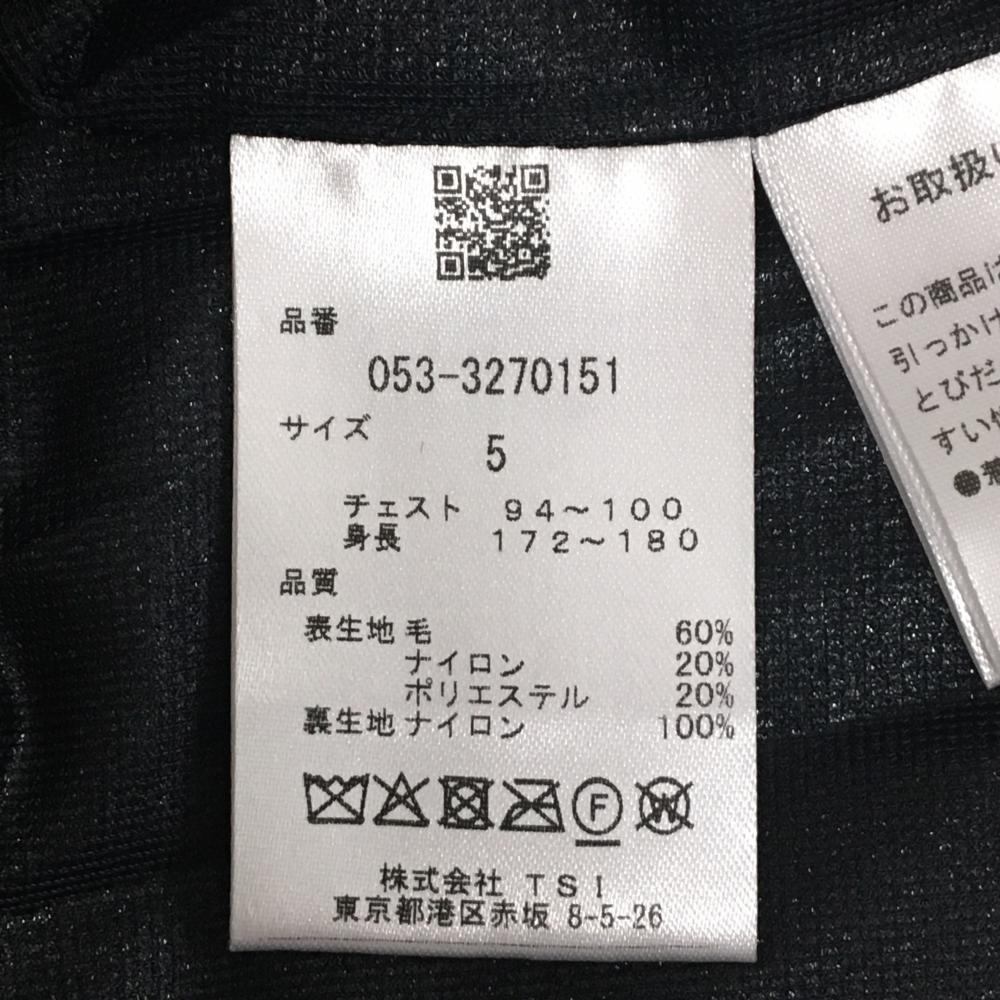 品番
053-3270151
サイズ
5
チェスト 94〜100
身長 172〜180
品質
表生地 毛 60%
ナイロン 20%
ポリエステル 20%
裏生地 ナイロン 100%
F
W
株式会社 TSI
東京都港区赤坂 8-5-26
お取扱い
この商品は
引っかけ
とびだ
すい
●着